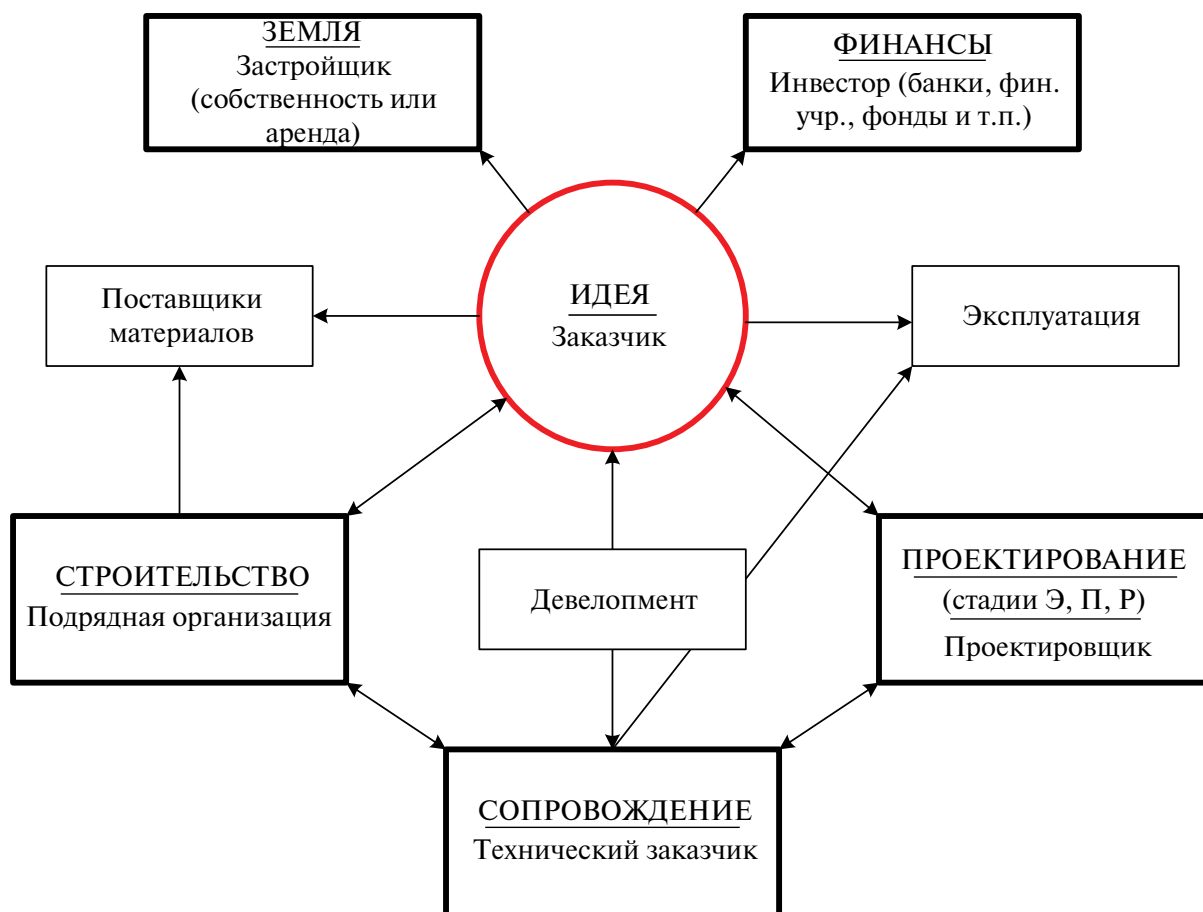 ЗЕМЛЯ
Застройщик
(собственность или
аренда)
ФИНАНСЫ
Инвестор (банки, фин.
учр., фонды и т.п.)
Поставщики
материалов
ИДЕЯ
Заказчик
Эксплуатация
СТРОИТЕЛЬСТВО
Подрядная организация
Девелопмент
ПРОЕКТИРОВАНИЕ
(стадии Э, П, Р)
Проектировщик
СОПРОВОЖДЕНИЕ
Технический заказчик